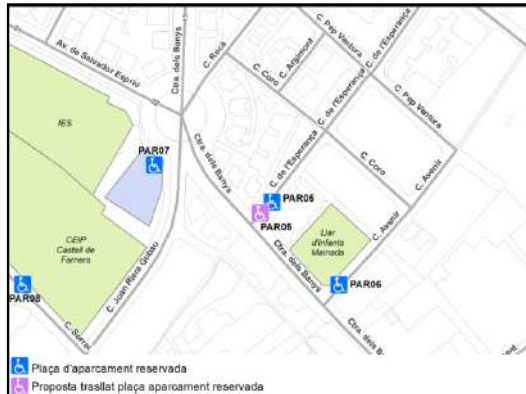 C. Pep Ventura
C. de l'Esperança
C. Argimont
C. Roca
C. Coro
Av. de Salvador Espriu
Ctra. dels Banys
C. de l'Esperança
C. Pep Ventura
IES
PAR07
Ctra. dels Banys
C. de l'Esperança
C. Coro
C. Avenir
PAR05
PAR05
Llar
d'Infants
Mainada
C. Avenir
CEIP
Castell de
Farners
C. Joan Riera Gubau
Ctra. dels Banys
PAR06
PAR08
C. Sorral
Ctra. dels
Plaça d'aparcament reservada
Proposta trasllat plaça aparcament reservada